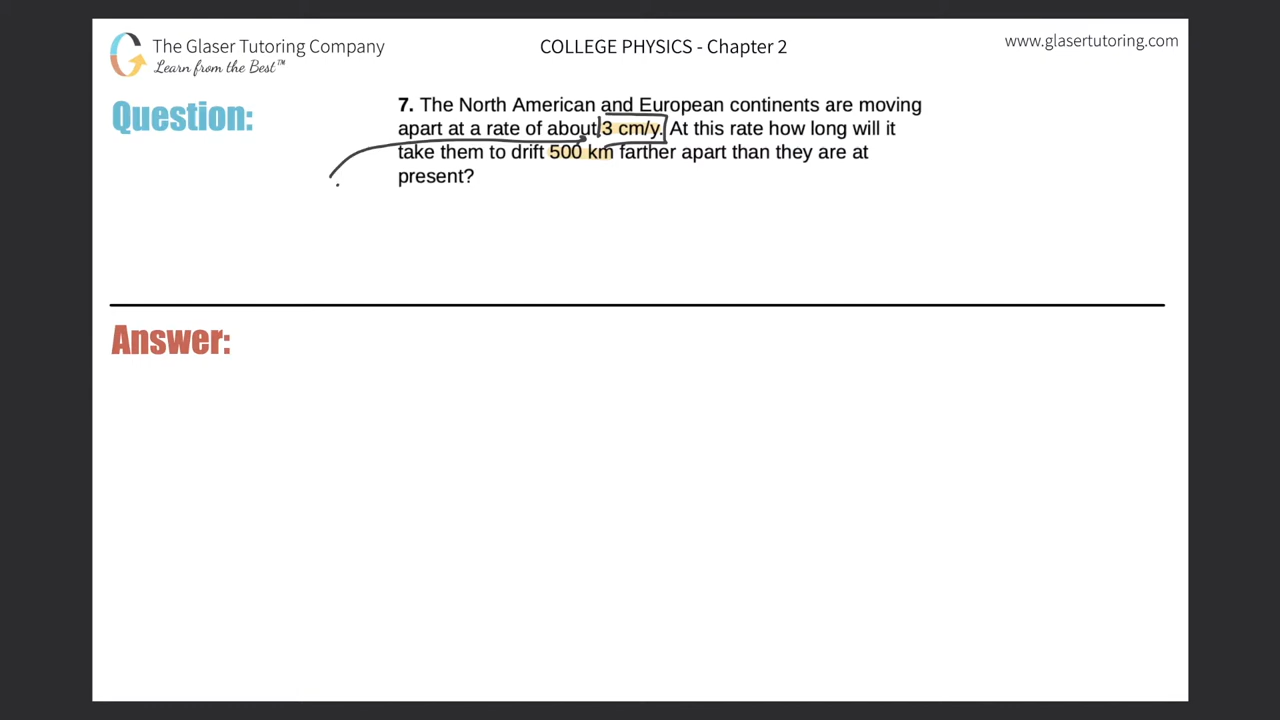 The Glaser Tutoring Company
Learn from the Best™
COLLEGE PHYSICS - Chapter 2
www.glasertutoring.com
Question:
7. The North American and European continents are moving
apart at a rate of about 3 cm/y. At this rate how long will it
take them to drift 500 km farther apart than they are at
present?
Answer: